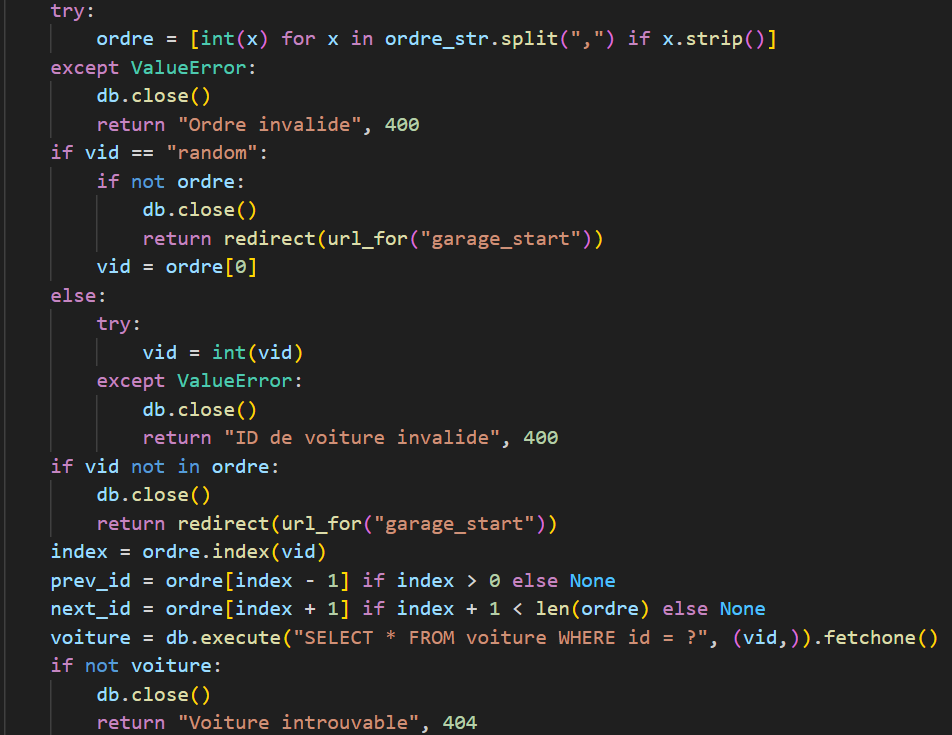 try:
    ordre = [int(x) for x in ordre_str.split(",") if x.strip()]
except ValueError:
    db.close()
    return "Ordre invalide", 400
if vid == "random":
    if not ordre:
        db.close()
        return redirect(url_for("garage_start"))
    vid = ordre[0]
else:
    try:
        vid = int(vid)
    except ValueError:
        db.close()
        return "ID de voiture invalide", 400
if vid not in ordre:
    db.close()
    return redirect(url_for("garage_start"))
index = ordre.index(vid)
prev_id = ordre[index - 1] if index > 0 else None
next_id = ordre[index + 1] if index + 1 < len(ordre) else None
voiture = db.execute("SELECT * FROM voiture WHERE id = ?", (vid,)).fetchone()
if not voiture:
    db.close()
    return "Voiture introuvable", 404